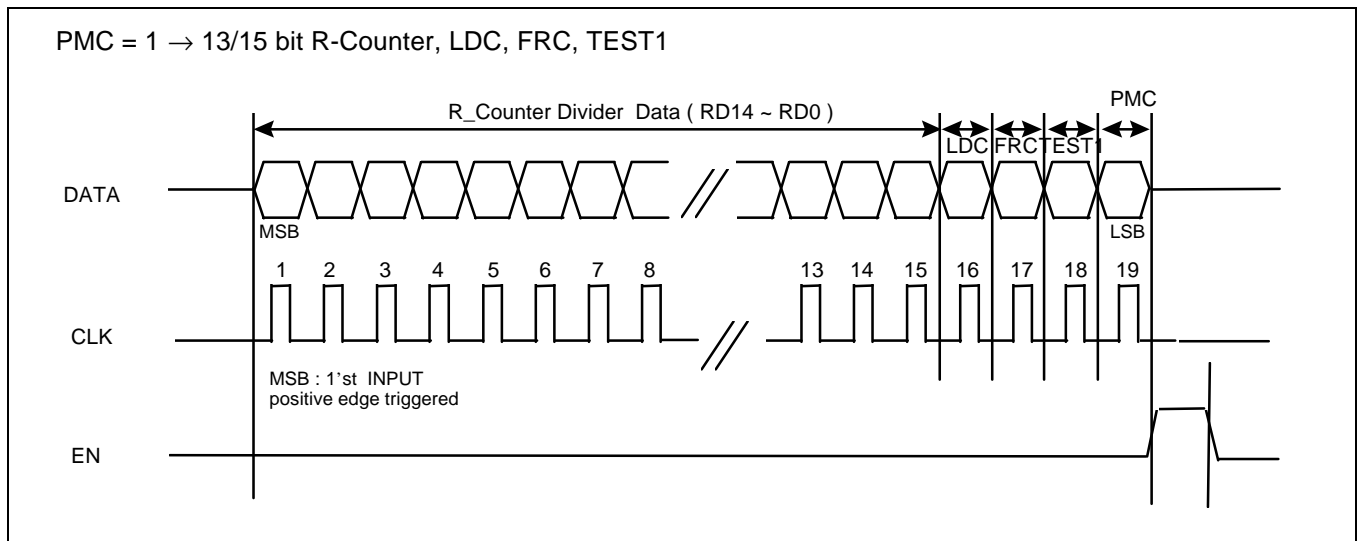 PMC = 1 → 13/15 bit R-Counter, LDC, FRC, TEST1
PMC
R_Counter Divider Data ( RD14 ~ RD0 )
LDC FRC TEST1
DATA
MSB LSB
1 2 3 4 5 6 7 8 13 14 15 16 17 18 19
CLK
MSB : 1'st INPUT
positive edge triggered
EN